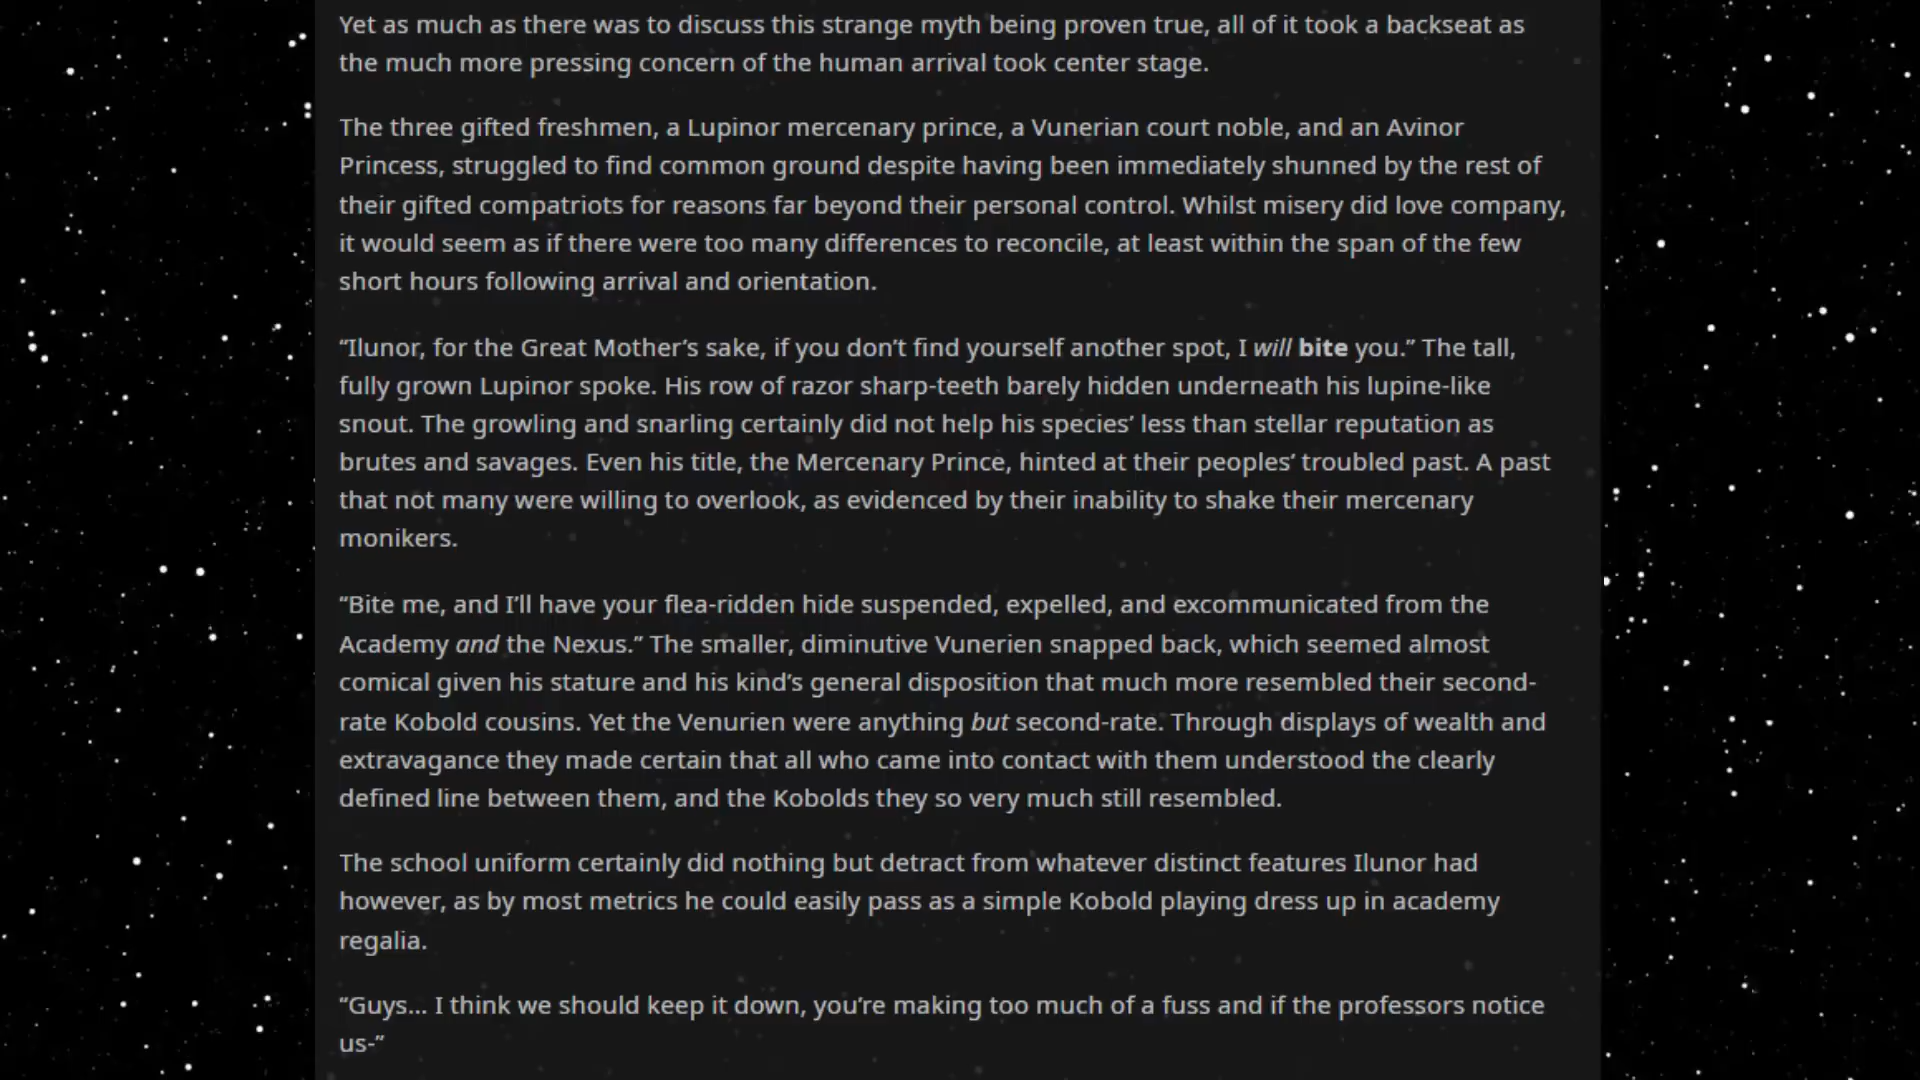 Yet as much as there was to discuss this strange myth being proven true, all of it took a backseat as
the much more pressing concern of the human arrival took center stage.
The three gifted freshmen, a Lupinor mercenary prince, a Vunerian court noble, and an Avinor
Princess, struggled to find common ground despite having been immediately shunned by the rest of
their gifted compatriots for reasons far beyond their personal control. Whilst misery did love company,
it would seem as if there were too many differences to reconcile, at least within the span of the few
short hours following arrival and orientation.
“Ilunor, for the Great Mother’s sake, if you don’t find yourself another spot, I will bite you.” The tall,
fully grown Lupinor spoke. His row of razor sharp-teeth barely hidden underneath his lupine-like
snout. The growling and snarling certainly did not help his species’ less than stellar reputation as
brutes and savages. Even his title, the Mercenary Prince, hinted at their peoples’ troubled past. A past
that not many were willing to overlook, as evidenced by their inability to shake their mercenary
monikers.
“Bite me, and I’ll have your flea-ridden hide suspended, expelled, and excommunicated from the
Academy and the Nexus.” The smaller, diminutive Vunerien snapped back, which seemed almost
comical given his stature and his kind’s general disposition that much more resembled their second-
rate Kobold cousins. Yet the Venurien were anything but second-rate. Through displays of wealth and
extravagance they made certain that all who came into contact with them understood the clearly
defined line between them, and the Kobolds they so very much still resembled.
The school uniform certainly did nothing but detract from whatever distinct features Ilunor had
however, as by most metrics he could easily pass as a simple Kobold playing dress up in academy
regalia.
“Guys... I think we should keep it down, you’re making too much of a fuss and if the professors notice
us-”